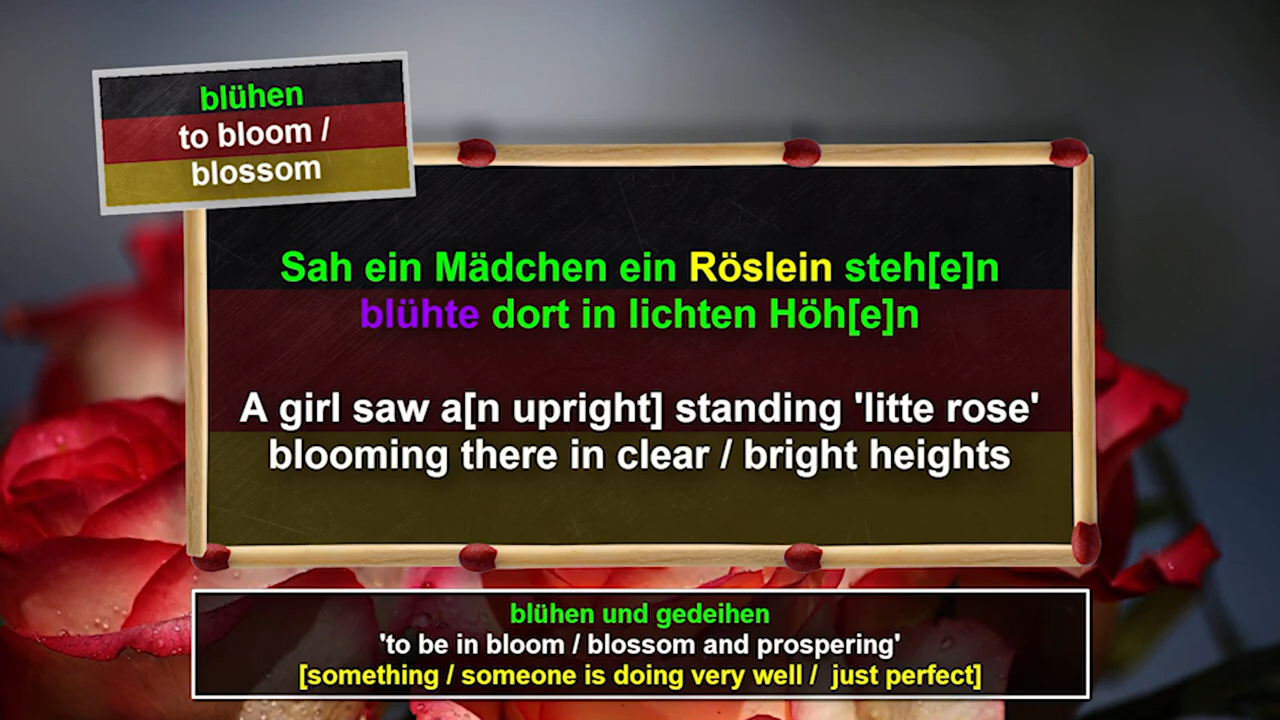 blühen
to bloom /
blossom
Sah ein Mädchen ein Röslein steh[e]n
blühte dort in lichten Höh[e]n
A girl saw a[n upright] standing 'litte rose'
blooming there in clear / bright heights
blühen und gedeihen
'to be in bloom / blossom and prospering'
[something / someone is doing very well /  just perfect]